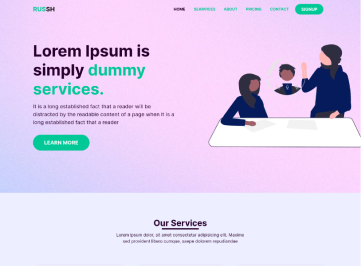 RUSSH
HOME SEARVICES ABOUT PRICING CONTACT SIGNUP
Lorem Ipsum is
simply dummy
services.
It is a long established fact that a reader will be
distracted by the readable content of a page when it is a
long established fact that a reader
LEARN MORE
Our Services
Lorem ipsum dolor, sit amet consectetur adipisicing elit. Maxime
sed provident libero cumque, saepe dolorem repudiandae